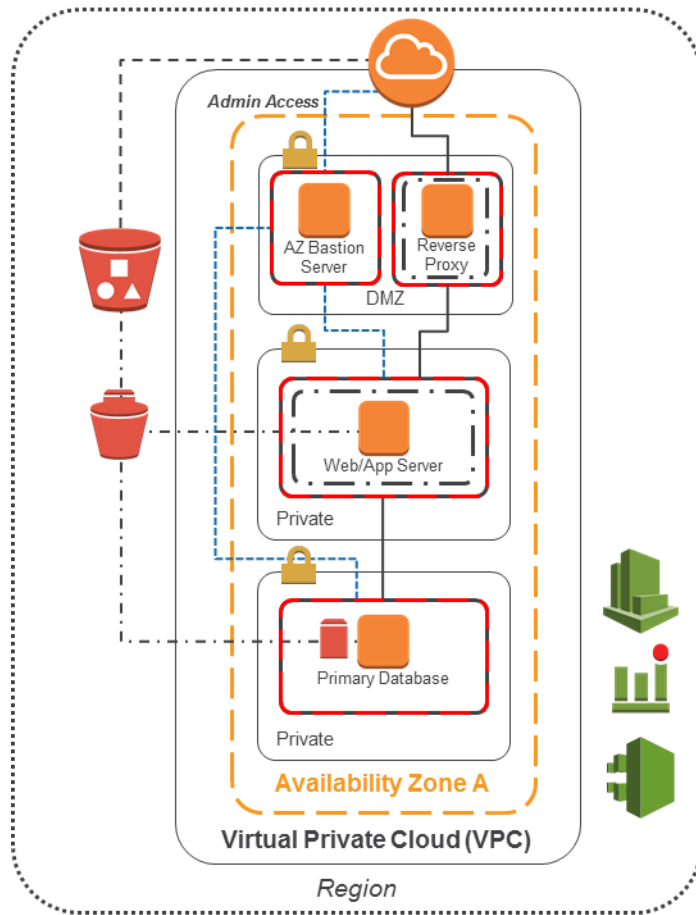 Admin Access
AZ Bastion
Server
Reverse
Proxy
DMZ
Web/App Server
Private
Primary Database
Private
Availability Zone A
Virtual Private Cloud (VPC)
Region